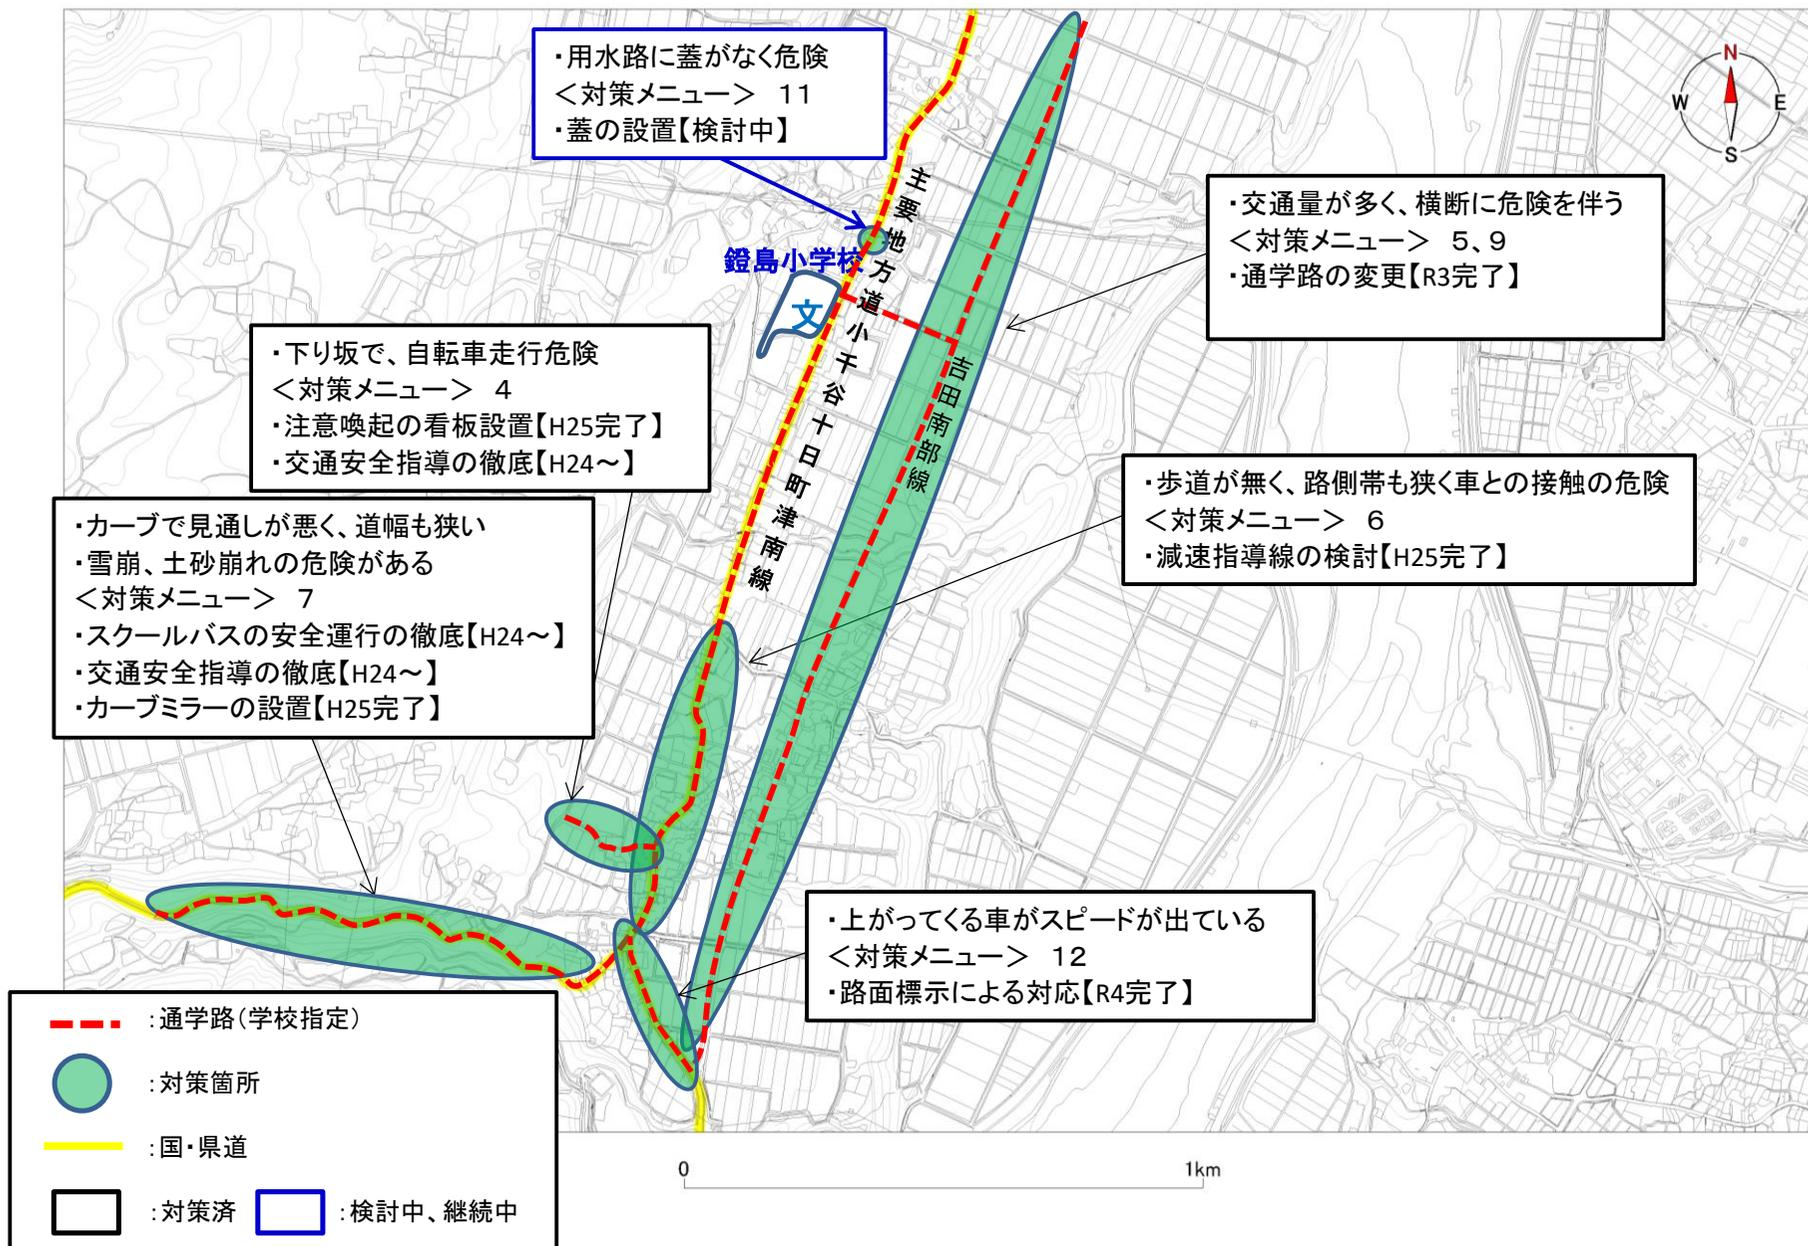 ・用水路に蓋がなく危険
＜対策メニュー＞　11
・蓋の設置【検討中】
N
W
E
S
・交通量が多く、横断に危険を伴う
＜対策メニュー＞　5、9
・通学路の変更【R3完了】
主要地方道小千谷十日町津南線
鐙島小学校
文
吉田南部線
・下り坂で、自転車走行危険
＜対策メニュー＞　4
・注意喚起の看板設置【H25完了】
・交通安全指導の徹底【H24～】
・歩道が無く、路側帯も狭く車との接触の危険
＜対策メニュー＞　6
・減速指導線の検討【H25完了】
・カーブで見通しが悪く、道幅も狭い
・雪崩、土砂崩れの危険がある
＜対策メニュー＞　7
・スクールバスの安全運行の徹底【H24～】
・交通安全指導の徹底【H24～】
・カーブミラーの設置【H25完了】
・上がってくる車がスピードが出ている
＜対策メニュー＞　12
・路面標示による対応【R4完了】
：通学路（学校指定）
：対策箇所
：国・県道
：対策済
：検討中、継続中
0
1km